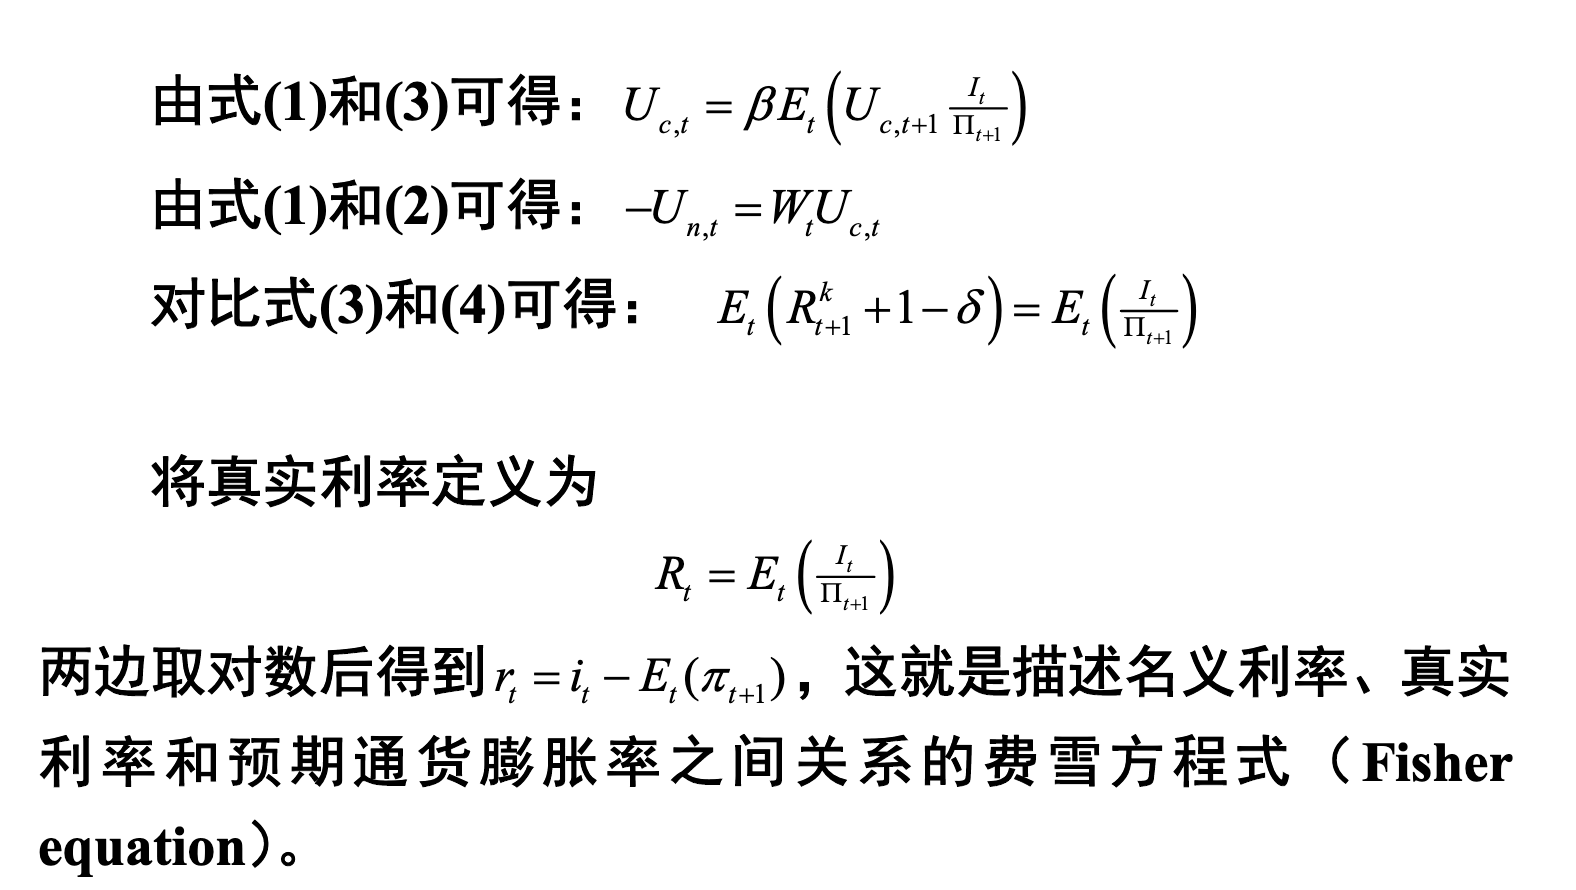 由式(1)和(3)可得： $U_{c,t} = \beta E_t \left( U_{c,t+1} \frac{I_t}{\Pi_{t+1}} \right)$
由式(1)和(2)可得： $-U_{n,t} = W_t U_{c,t}$
对比式(3)和(4)可得： $E_t \left( R_{t+1}^k + 1 - \delta \right) = E_t \left( \frac{I_t}{\Pi_{t+1}} \right)$
将真实利率定义为
$R_t = E_t \left( \frac{I_t}{\Pi_{t+1}} \right)$
两边取对数后得到 $r_t = i_t - E_t(\pi_{t+1})$，这就是描述名义利率、真实
利率和预期通货膨胀率之间关系的费雪方程式（Fisher
equation）。